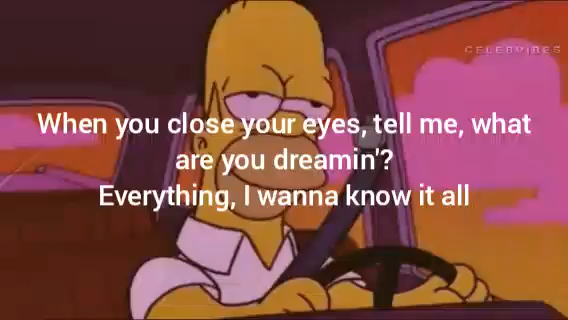 CELEBVIBES
When you close your eyes, tell me, what
are you dreamin'?
Everything, I wanna know it all